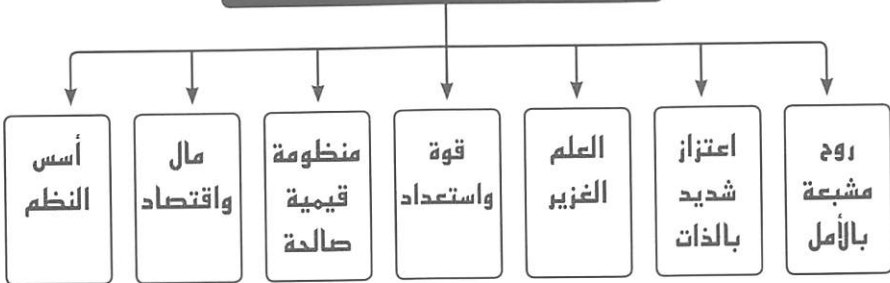 روح
مشبعة
بالأمل
اعتزاز
شديد
بالذات
العلم
الغزير
قوة
واستعداد
منظومة
قيمية
صالحة
مال
واقتصاد
أسس
النظم